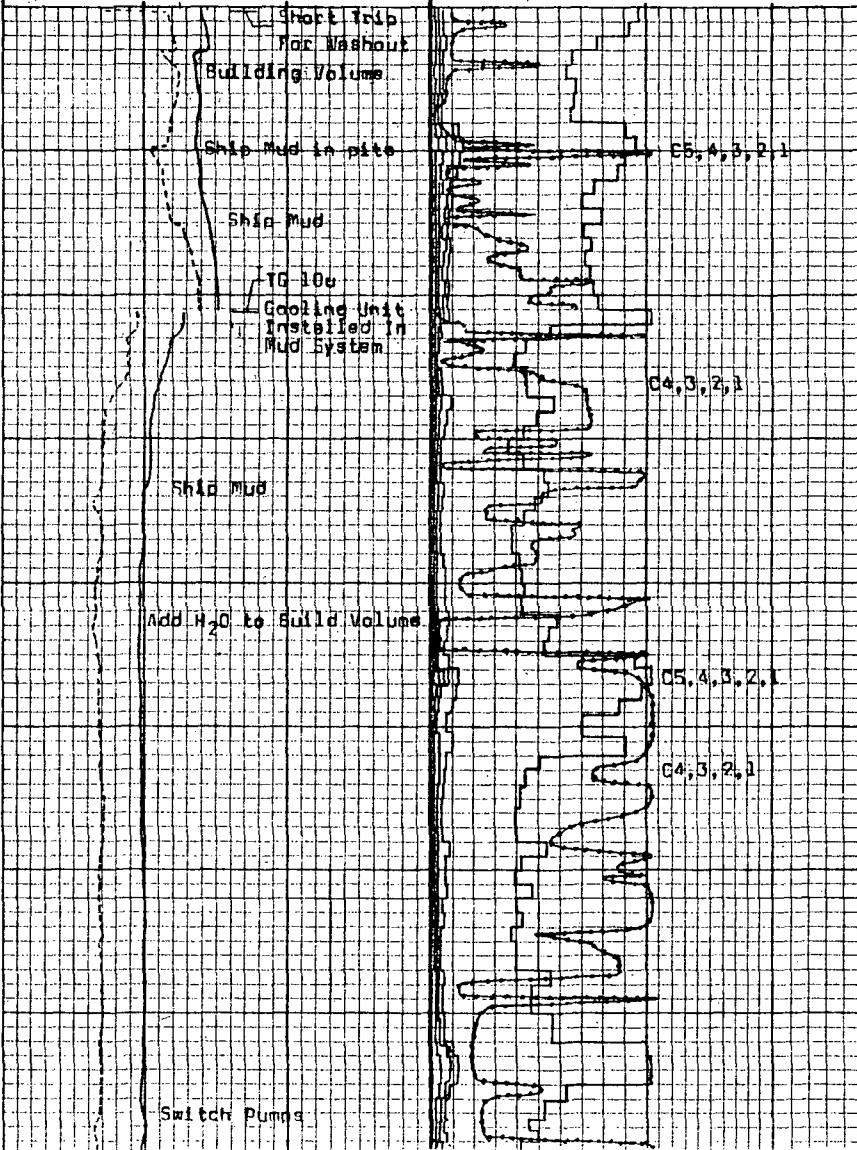 Short Trip
For Washout
Building Volume
Ship Mud in pits
C5,4,3,2,1
Ship Mud
TG 10u
Cooling Unit
Installed In
Mud System
C4,3,2,1
Ship Mud
Add H₂O to Build Volume
C5,4,3,2,1
C4,3,2,1
Switch Pumps